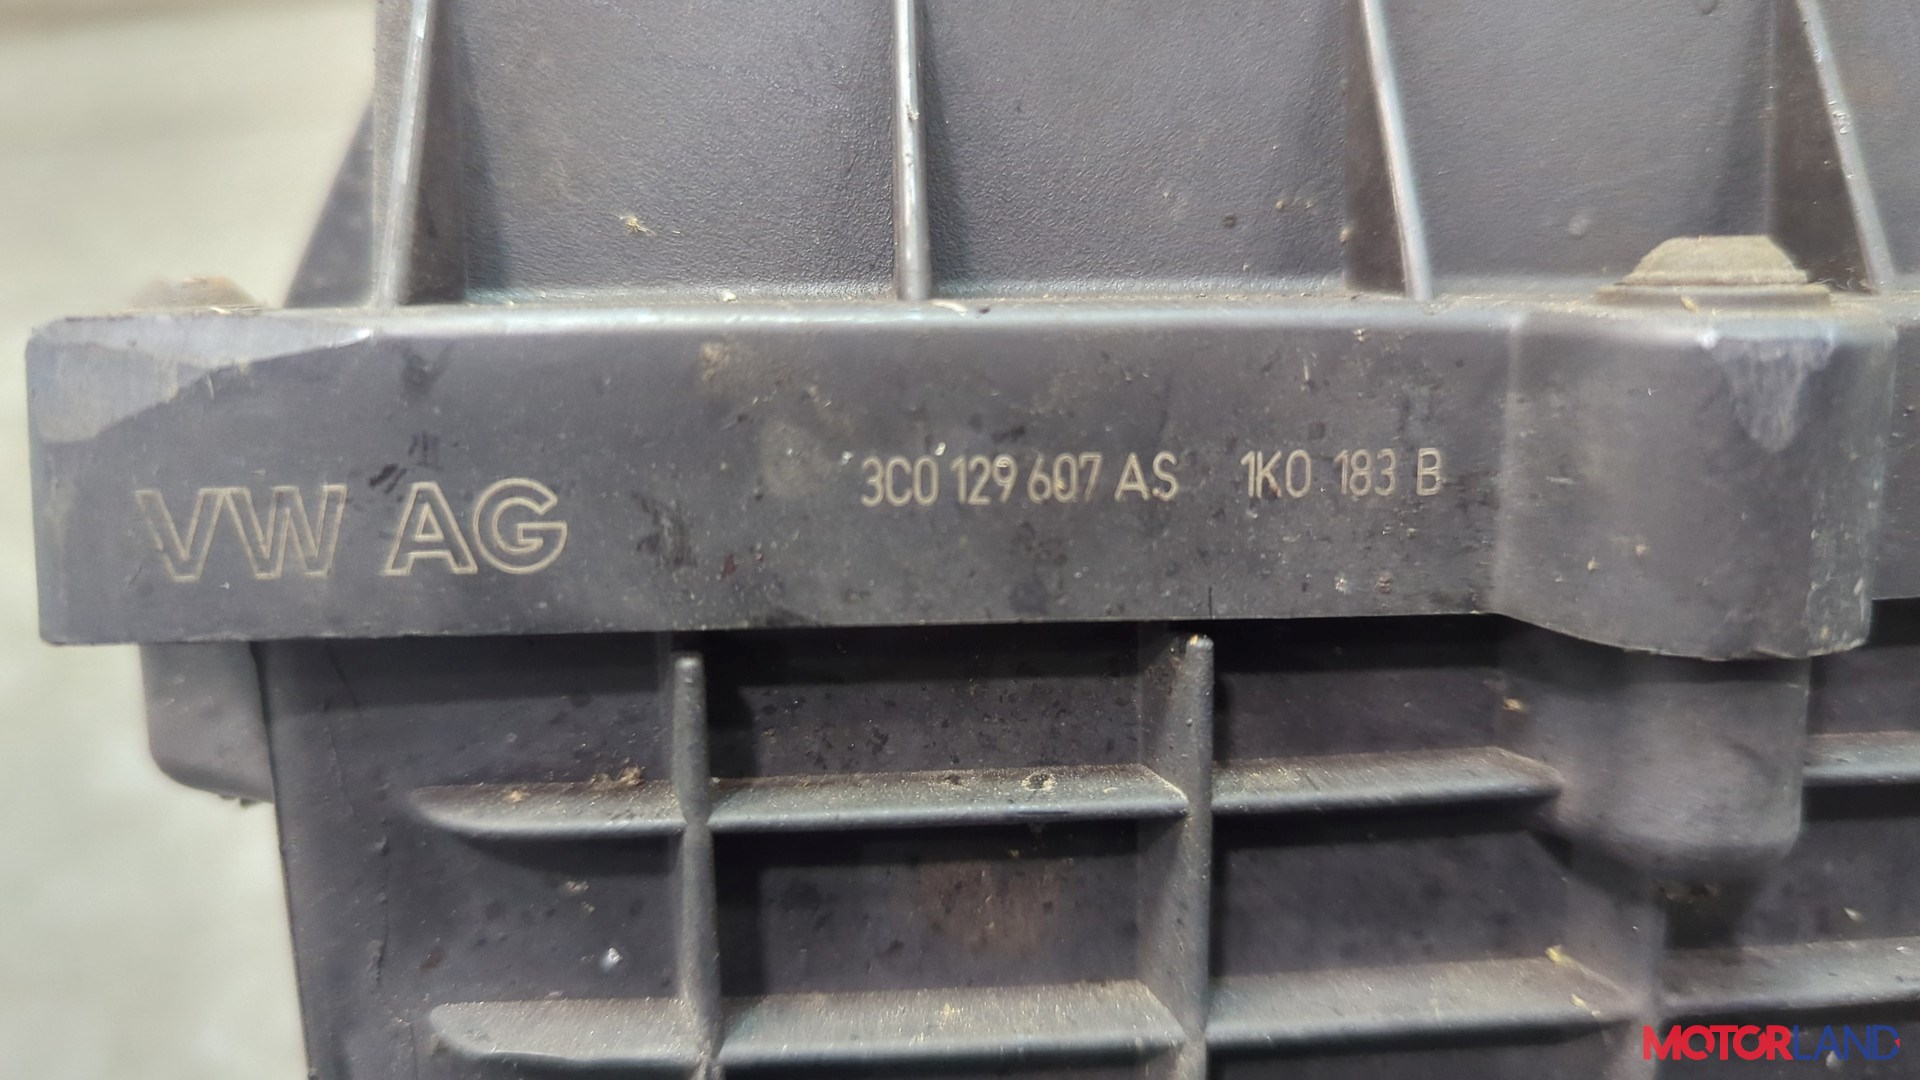 VW AG
3C0 129 607 AS 1K0 183 B
MOTORLAND